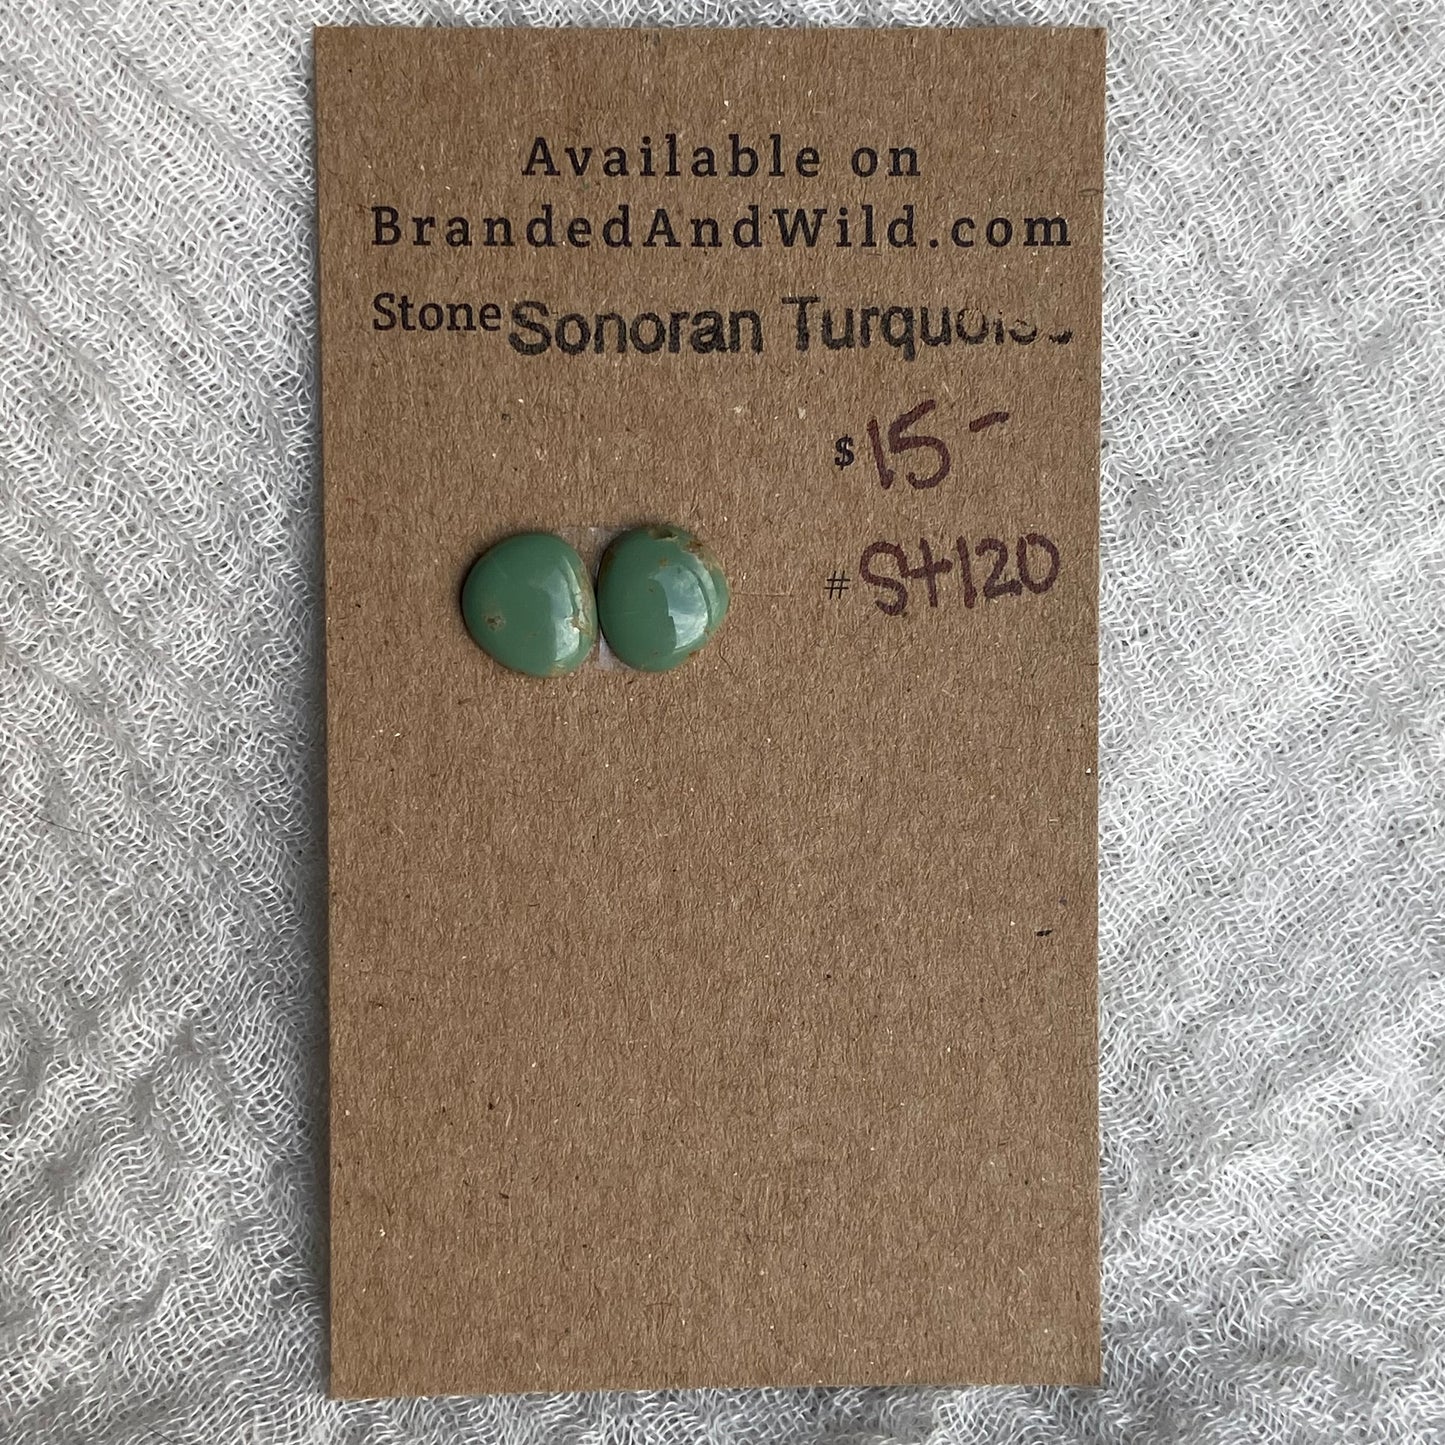 Available on
BrandedAndWild.com
Stone Sonoran Turquoise
$ 15-
# St120